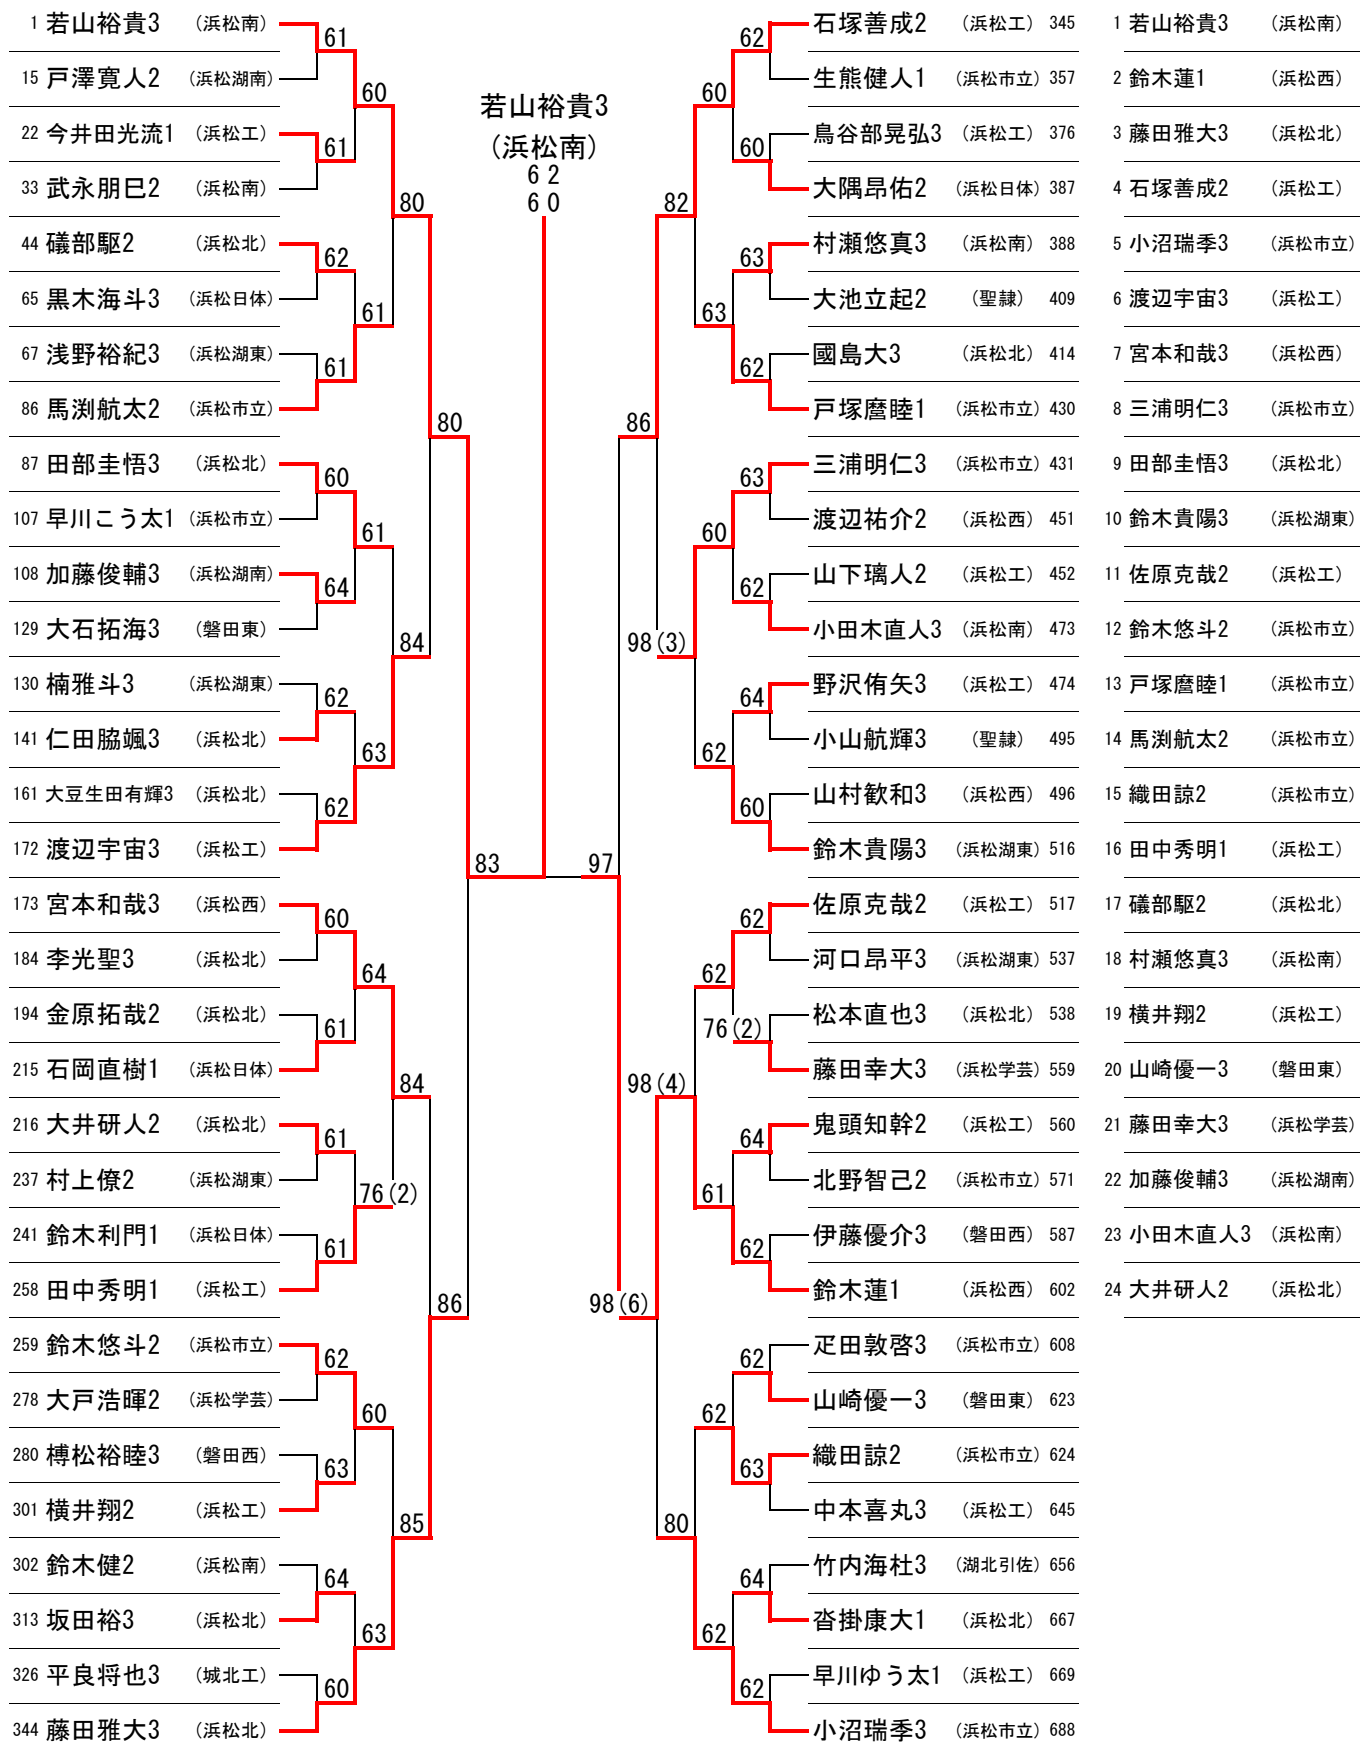 1 若山裕貴3 (浜松南)
15 戸澤寛人2 (浜松湖南)
22 今井田光流1 (浜松工)
33 武永朋巳2 (浜松南)
44 礒部駆2 (浜松北)
65 黒木海斗3 (浜松日体)
67 浅野裕紀3 (浜松湖東)
86 馬渕航太2 (浜松市立)
87 田部圭悟3 (浜松北)
107 早川こう太1 (浜松市立)
108 加藤俊輔3 (浜松湖南)
129 大石拓海3 (磐田東)
130 楠雅斗3 (浜松湖東)
141 仁田脇颯3 (浜松北)
161 大豆生田有輝3 (浜松北)
172 渡辺宇宙3 (浜松工)
173 宮本和哉3 (浜松西)
184 李光聖3 (浜松北)
194 金原拓哉2 (浜松北)
215 石岡直樹1 (浜松日体)
216 大井研人2 (浜松北)
237 村上僚2 (浜松湖東)
241 鈴木利門1 (浜松日体)
258 田中秀明1 (浜松工)
259 鈴木悠斗2 (浜松市立)
278 大戸浩暉2 (浜松学芸)
280 榑松裕睦3 (磐田西)
301 横井翔2 (浜松工)
302 鈴木健2 (浜松南)
313 坂田裕3 (浜松北)
326 平良将也3 (城北工)
344 藤田雅大3 (浜松北)
61
61
62
61
60
64
62
62
60
61
61
61
62
63
64
60
60
61
61
63
64
76(2)
60
63
80
84
84
85
80
86
83
若山裕貴3
(浜松南)
6 2
6 0
97
86
98(6)
82
98(3)
98(4)
80
60
63
60
62
62
61
62
62
62
60
63
62
63
62
64
60
62
76(2)
64
62
62
63
64
62
石塚善成2 (浜松工) 345
生熊健人1 (浜松市立) 357
鳥谷部晃弘3 (浜松工) 376
大隅昂佑2 (浜松日体) 387
村瀬悠真3 (浜松南) 388
大池立起2 (聖隷) 409
國島大3 (浜松北) 414
戸塚麿睦1 (浜松市立) 430
三浦明仁3 (浜松市立) 431
渡辺祐介2 (浜松西) 451
山下璃人2 (浜松工) 452
小田木直人3 (浜松南) 473
野沢侑矢3 (浜松工) 474
小山航輝3 (聖隷) 495
山村歓和3 (浜松西) 496
鈴木貴陽3 (浜松湖東) 516
佐原克哉2 (浜松工) 517
河口昂平3 (浜松湖東) 537
松本直也3 (浜松北) 538
藤田幸大3 (浜松学芸) 559
鬼頭知幹2 (浜松工) 560
北野智己2 (浜松市立) 571
伊藤優介3 (磐田西) 587
鈴木蓮1 (浜松西) 602
疋田敦啓3 (浜松市立) 608
山崎優一3 (磐田東) 623
織田諒2 (浜松市立) 624
中本喜丸3 (浜松工) 645
竹内海杜3 (湖北引佐) 656
沓掛康大1 (浜松北) 667
早川ゆう太1 (浜松工) 669
小沼瑞季3 (浜松市立) 688
1 若山裕貴3 (浜松南)
2 鈴木蓮1 (浜松西)
3 藤田雅大3 (浜松北)
4 石塚善成2 (浜松工)
5 小沼瑞季3 (浜松市立)
6 渡辺宇宙3 (浜松工)
7 宮本和哉3 (浜松西)
8 三浦明仁3 (浜松市立)
9 田部圭悟3 (浜松北)
10 鈴木貴陽3 (浜松湖東)
11 佐原克哉2 (浜松工)
12 鈴木悠斗2 (浜松市立)
13 戸塚麿睦1 (浜松市立)
14 馬渕航太2 (浜松市立)
15 織田諒2 (浜松市立)
16 田中秀明1 (浜松工)
17 礒部駆2 (浜松北)
18 村瀬悠真3 (浜松南)
19 横井翔2 (浜松工)
20 山崎優一3 (磐田東)
21 藤田幸大3 (浜松学芸)
22 加藤俊輔3 (浜松湖南)
23 小田木直人3 (浜松南)
24 大井研人2 (浜松北)